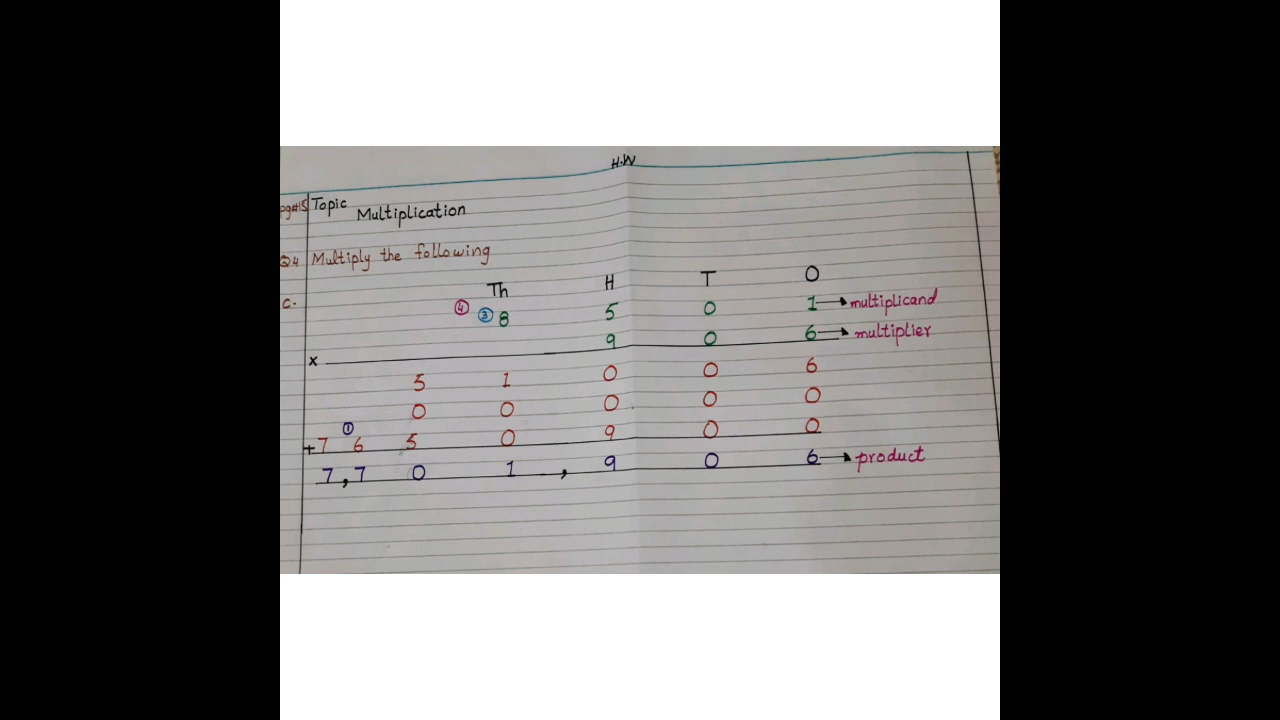 H.W
pg#15 Topic
Multiplication
Q4 Multiply the following
Th H T O
C. ④ ③ 8 5 0 1 → multiplicand
x 9 0 6 → multiplier
5 1 0 0 6
0 0 0 0 0
①
+ 7 6 5 0 9 0 0
7,7 0 1, 9 0 6 → product